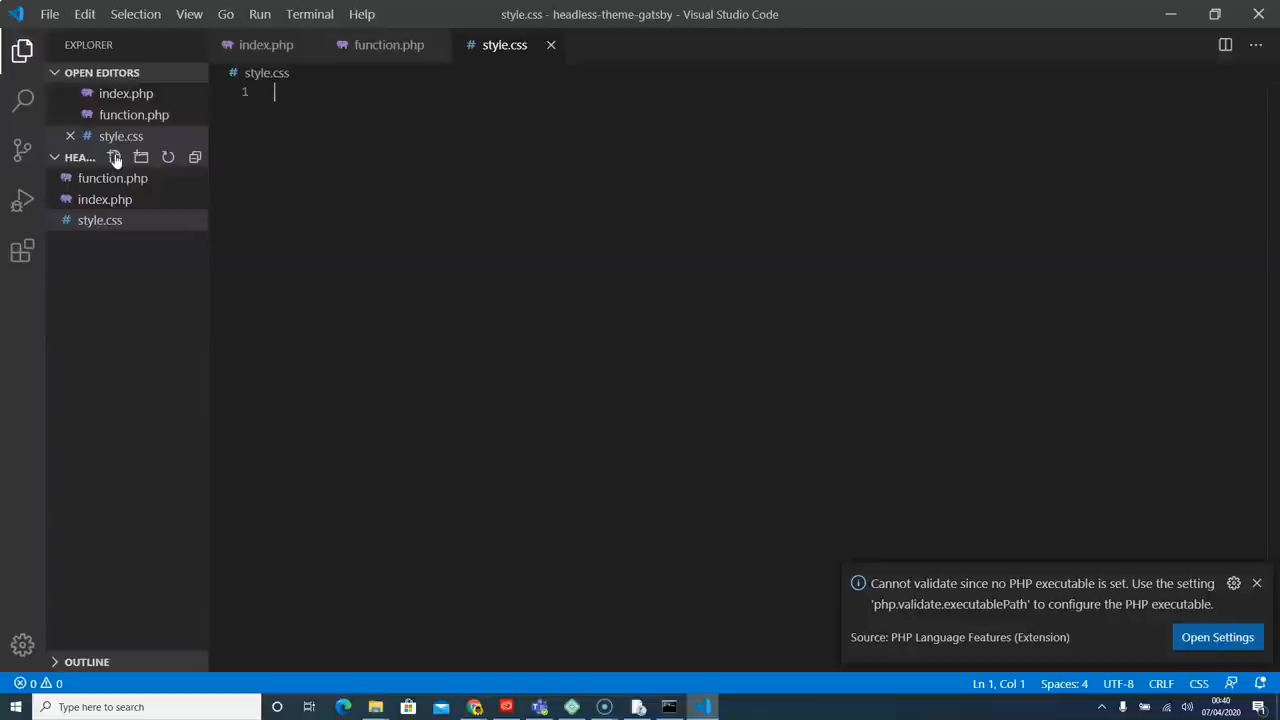 File Edit Selection View Go Run Terminal Help style.css - headless-theme-gatsby - Visual Studio Code
EXPLORER
index.php function.php # style.css
OPEN EDITORS
index.php
function.php
# style.css
HEA...
function.php
index.php
# style.css
# style.css
1
Cannot validate since no PHP executable is set. Use the setting
'php.validate.executablePath' to configure the PHP executable.
Source: PHP Language Features (Extension) Open Settings
OUTLINE
0 0 Ln 1, Col 1 Spaces: 4 UTF-8 CRLF CSS
Type here to search
00:40
07/04/2020